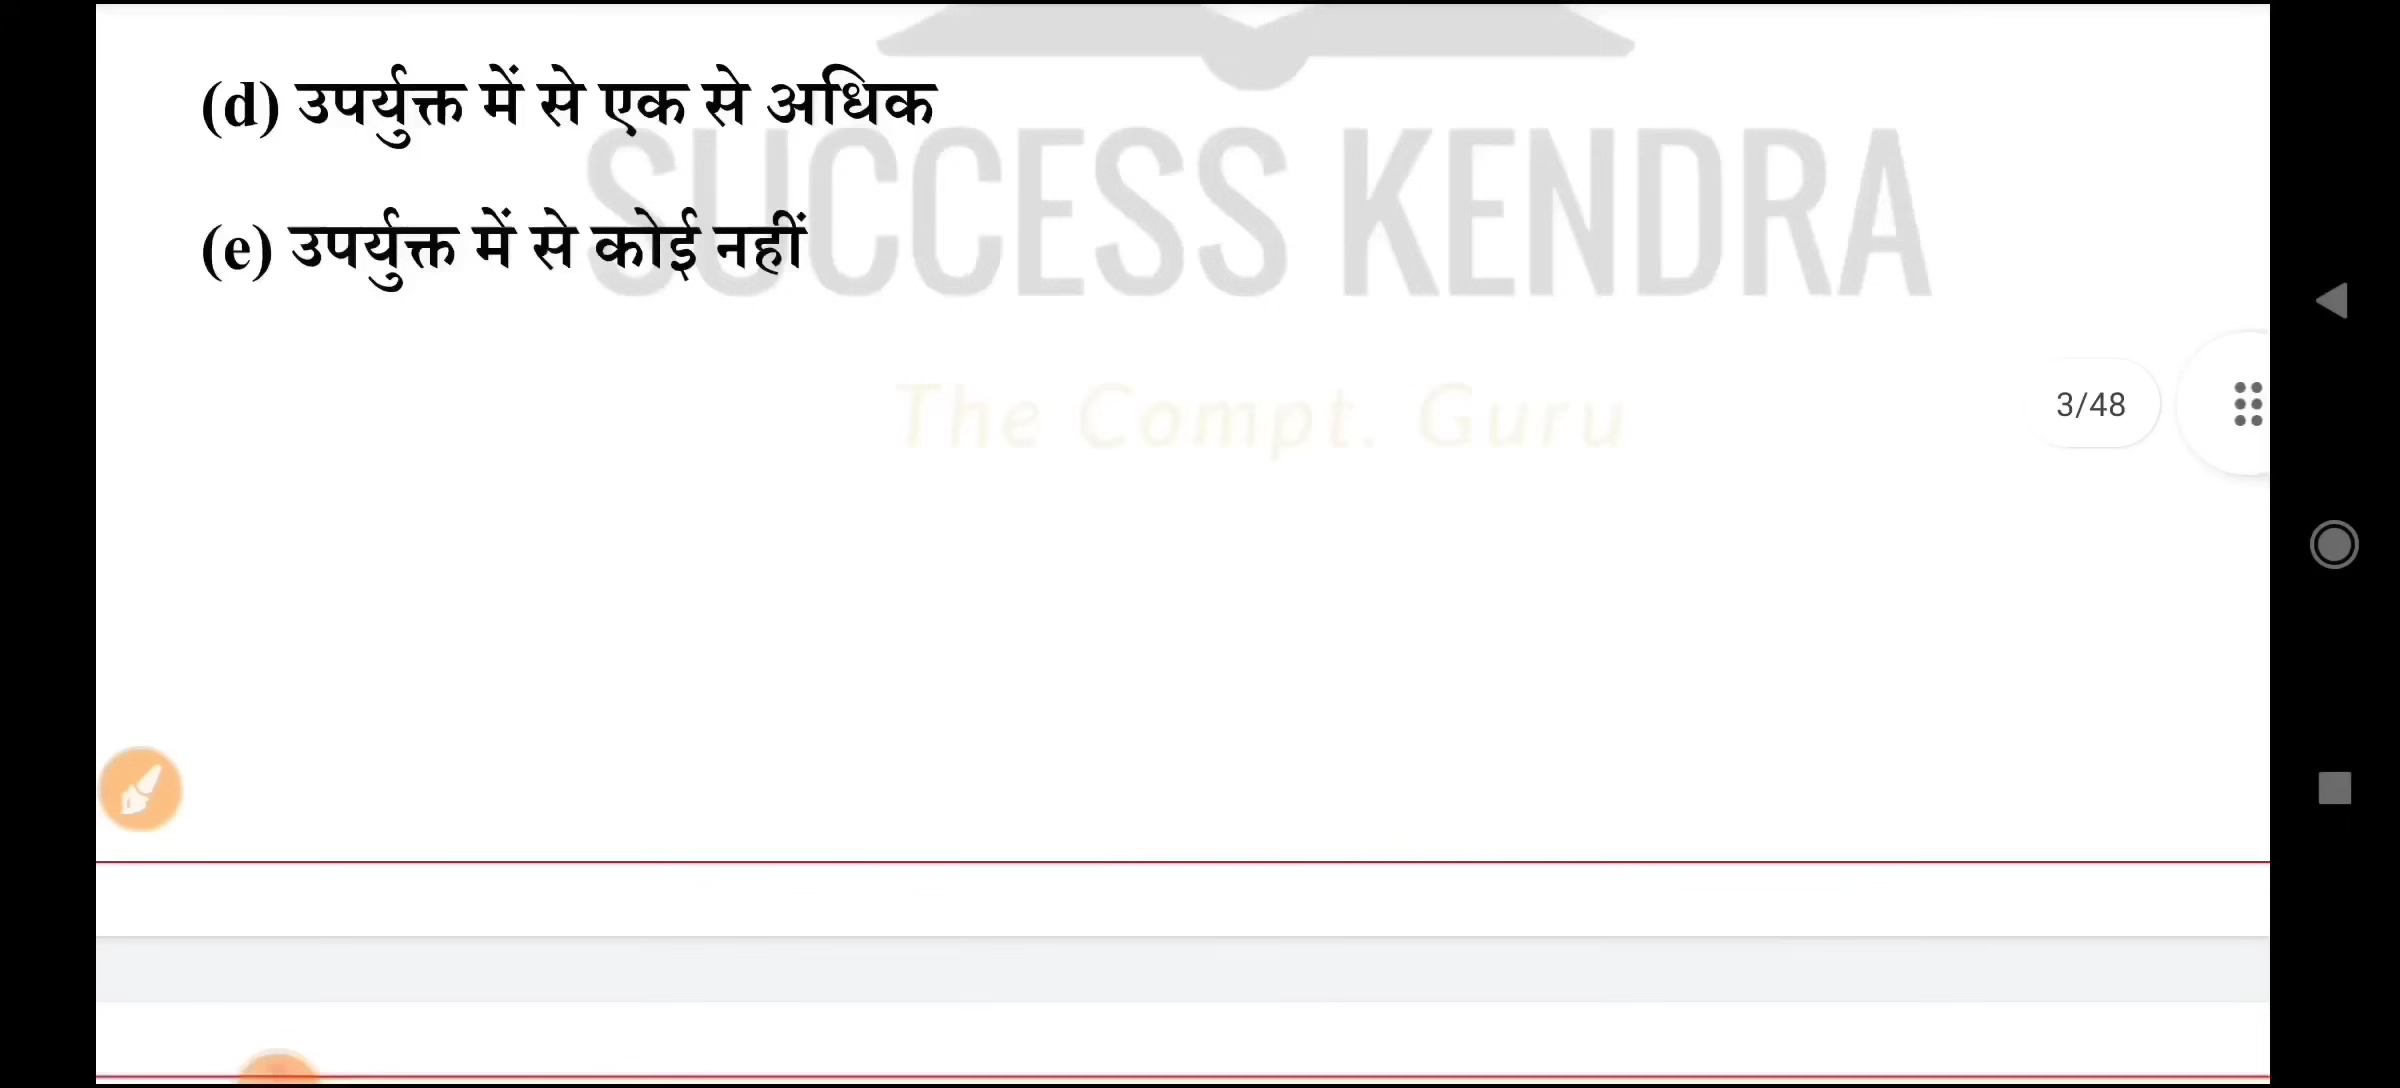 (d) उपर्युक्त में से एक से अधिक
SUCCESS KENDRA
(e) उपर्युक्त में से कोई नहीं
The Compt. Guru
3/48